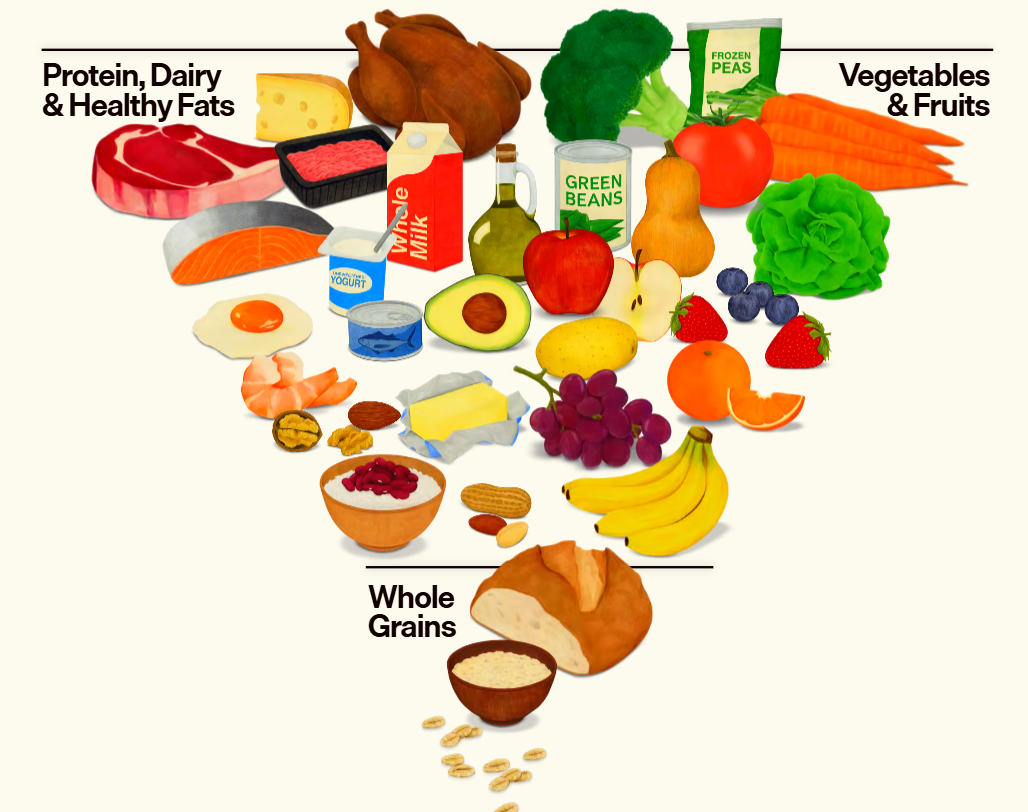 Protein, Dairy
& Healthy Fats
Vegetables
& Fruits
FROZEN
PEAS
Whole
Milk
GREEN
BEANS
YOGURT
Whole
Grains